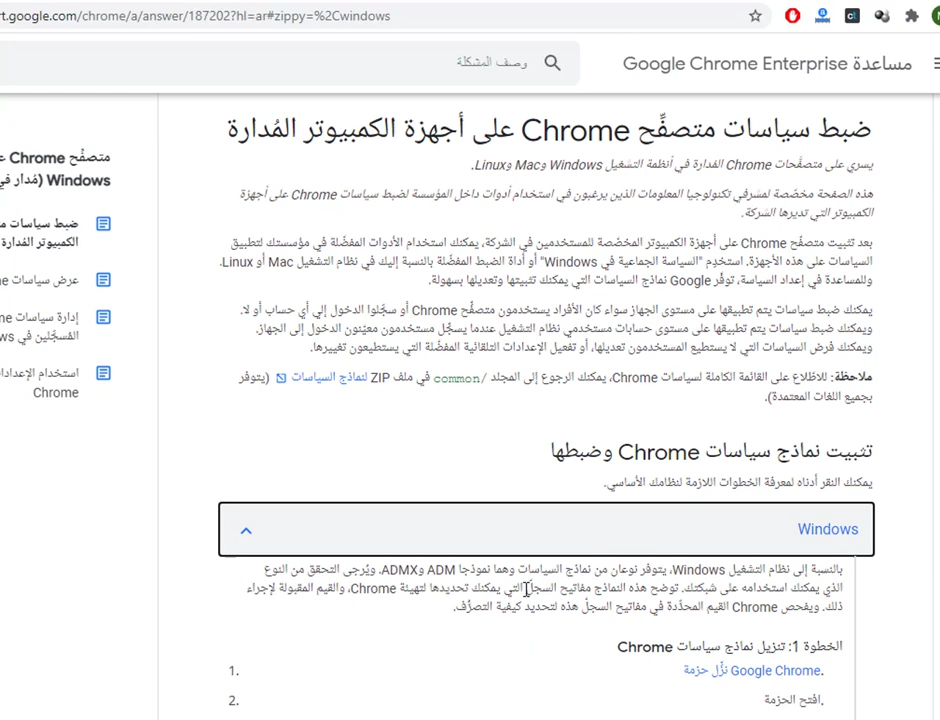 rt.google.com/chrome/a/answer/187202?hl=ar#zippy=%2Cwindows
مساعدة Google Chrome Enterprise
وصف المشكلة
ضبط سياسات متصفِّح Chrome على أجهزة الكمبيوتر المُدارة
يسري على متصفَّحات Chrome المُدارة في أنظمة التشغيل Windows وMac وLinux.
هذه الصفحة مخصّصة لمشرفي تكنولوجيا المعلومات الذين يرغبون في استخدام أدوات داخل المؤسسة لضبط سياسات Chrome على أجهزة
الكمبيوتر التي تديرها الشركة.
بعد تثبيت متصفّح Chrome على أجهزة الكمبيوتر المخصّصة للمستخدمين في الشركة، يمكنك استخدام الأدوات المفضّلة في مؤسستك لتطبيق
السياسات على هذه الأجهزة. استخدِم "السياسة الجماعية في Windows" أو أداة الضبط المفضّلة بالنسبة إليك في نظام التشغيل Mac أو Linux.
وللمساعدة في إعداد السياسة، توفّر Google نماذج السياسات التي يمكنك تثبيتها وتعديلها بسهولة.
يمكنك ضبط سياسات يتم تطبيقها على مستوى الجهاز سواء كان الأفراد يستخدمون متصفّح Chrome أو سجّلوا الدخول إلى أي حساب أو لا.
ويمكنك ضبط سياسات يتم تطبيقها على مستوى حسابات مستخدمي نظام التشغيل عندما يسجّل مستخدمون معيّنون الدخول إلى الجهاز.
ويمكنك فرض السياسات التي لا يستطيع المستخدمون تعديلها، أو تفعيل الإعدادات التلقائية المفضّلة التي يستطيعون تغييرها.
ملاحظة: للاطّلاع على القائمة الكاملة لسياسات Chrome، يمكنك الرجوع إلى المجلد /common في ملف ZIP لنماذج السياسات (يتوفر
بجميع اللغات المعتمدة).
تثبيت نماذج سياسات Chrome وضبطها
يمكنك النقر أدناه لمعرفة الخطوات اللازمة لنظامك الأساسي.
Windows
بالنسبة إلى نظام التشغيل Windows، يتوفر نوعان من نماذج السياسات وهما نموذجا ADM وADMX. ويُرجى التحقق من النوع
الذي يمكنك استخدامه على شبكتك. توضح هذه النماذج مفاتيح السجلّ التي يمكنك تحديدها لتهيئة Chrome، والقيم المقبولة لإجراء
ذلك. ويفحص Chrome القيم المحدّدة في مفاتيح السجلّ هذه لتحديد كيفية التصرُّف.
الخطوة 1: تنزيل نماذج سياسات Chrome
1. نزُّل حزمة Google Chrome.
2. افتح الحزمة.
متصفّح Chrome
Windows (مُدار في
ضبط سياسات
الكمبيوتر المُدارة
عرض سياسات
إدارة سياسات
المسجّلين في
استخدام الإعدادا
Chrome